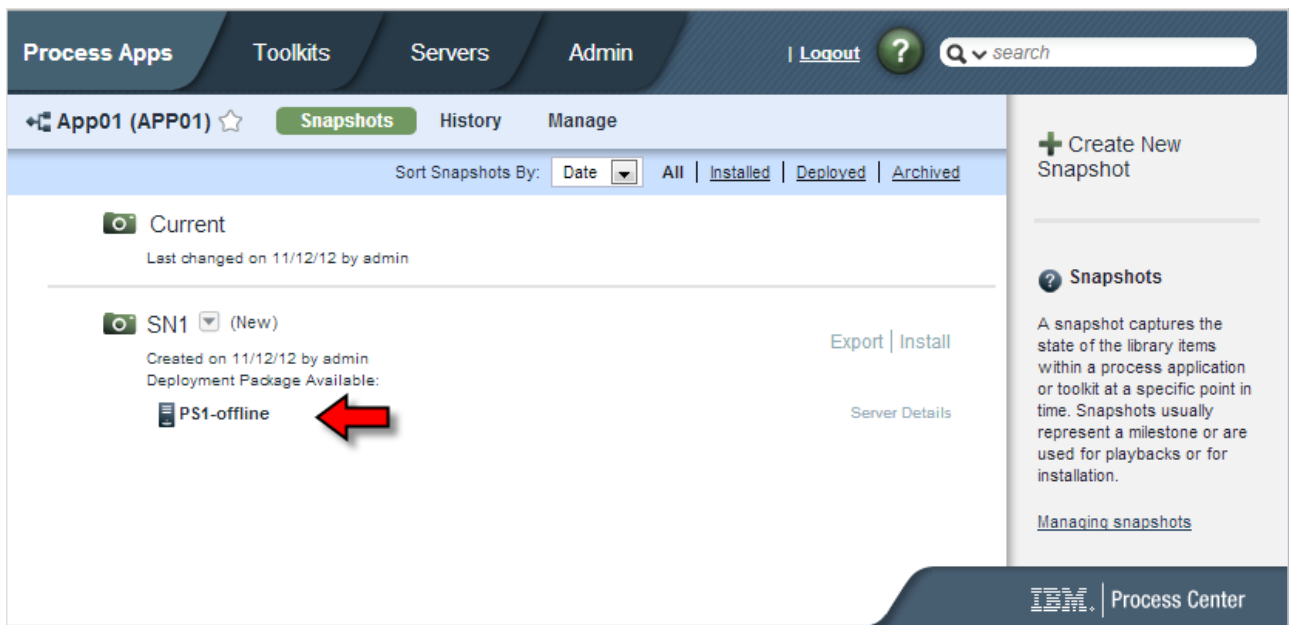 Process Apps Toolkits Servers Admin | Logout ? search
App01 (APP01) Snapshots History Manage
Sort Snapshots By: Date All | Installed | Deployed | Archived
Current
Last changed on 11/12/12 by admin
SN1 (New)
Export | Install
Created on 11/12/12 by admin
Deployment Package Available:
PS1-offline
Server Details
Create New
Snapshot
? Snapshots
A snapshot captures the
state of the library items
within a process application
or toolkit at a specific point in
time. Snapshots usually
represent a milestone or are
used for playbacks or for
installation.
Managing snapshots
IBM. | Process Center